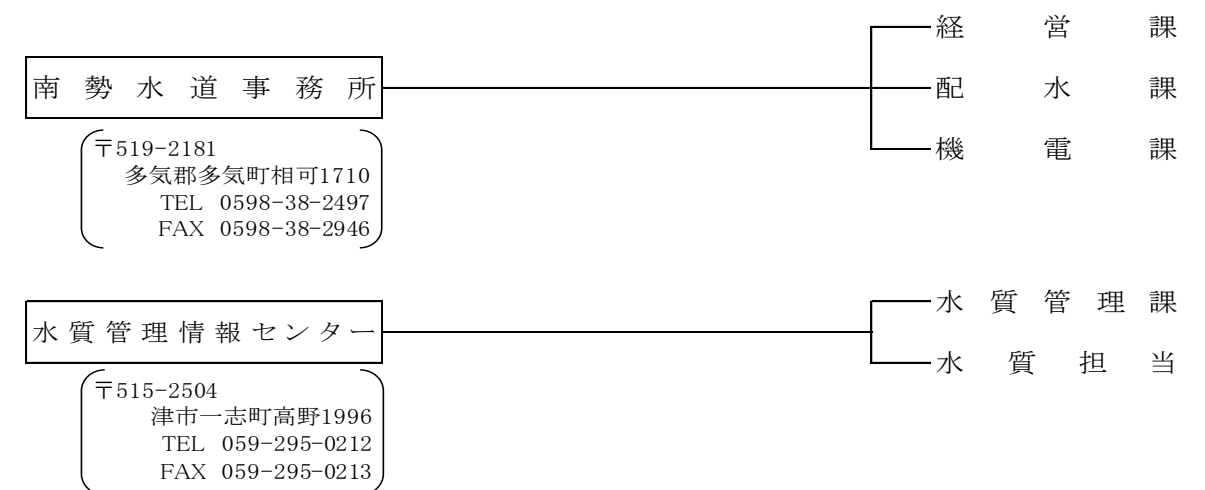 南勢水道事務所
〒519-2181
多気郡多気町相可1710
TEL 0598-38-2497
FAX 0598-38-2946
経営課
配水課
機電課
水質管理情報センター
〒515-2504
津市一志町高野1996
TEL 059-295-0212
FAX 059-295-0213
水質管理課
水質担当